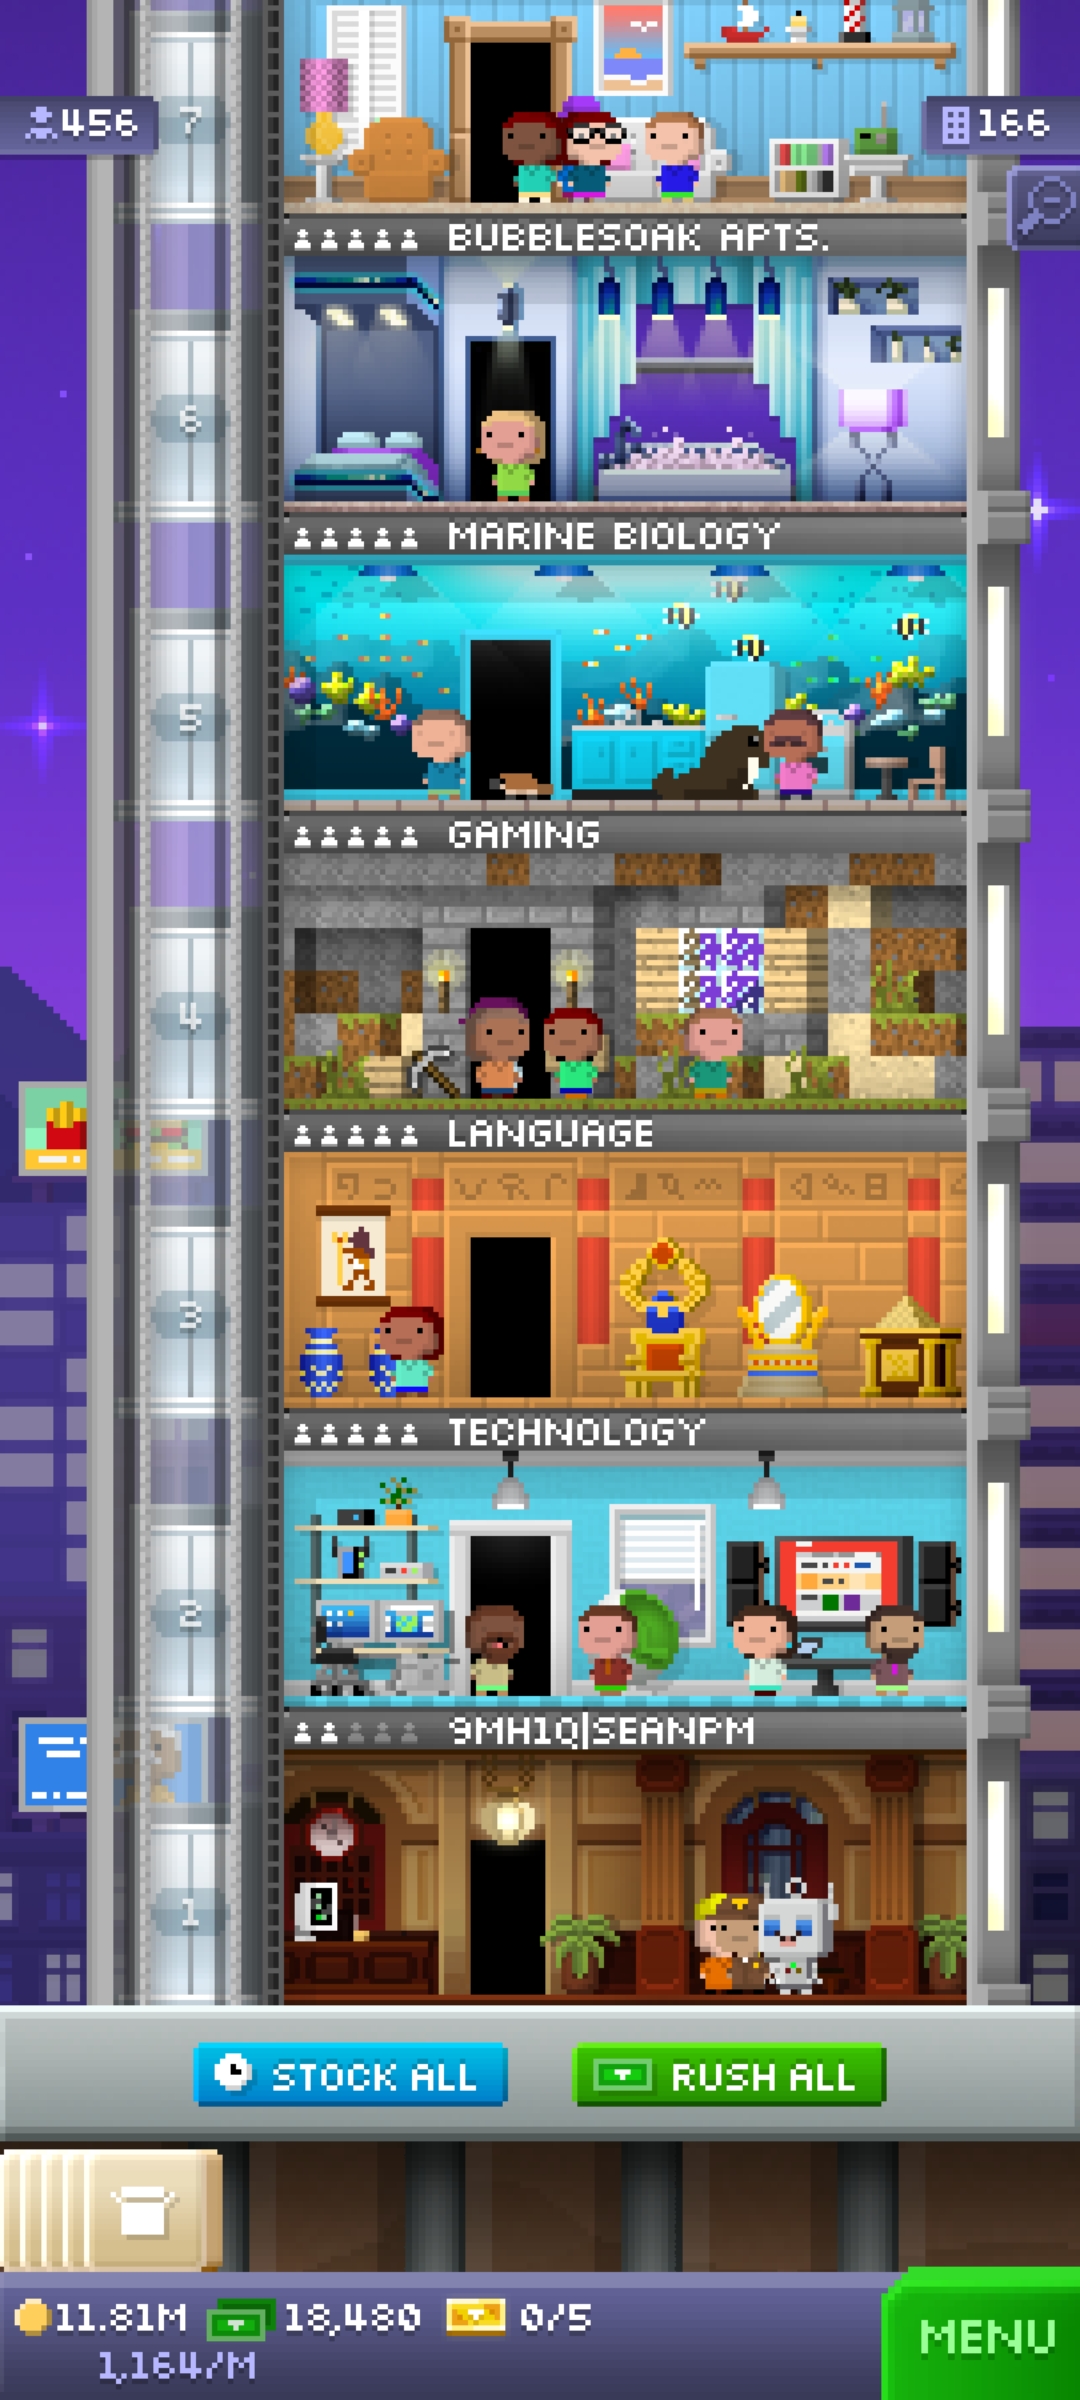 7
456
166
BUBBLESOAK APTS.
6
MARINE BIOLOGY
5
GAMING
4
LANGUAGE
3
TECHNOLOGY
2
9MH1Q|SEANPM
1
STOCK ALL
RUSH ALL
11.81M
18,480
0/5
1,164/M
MENU